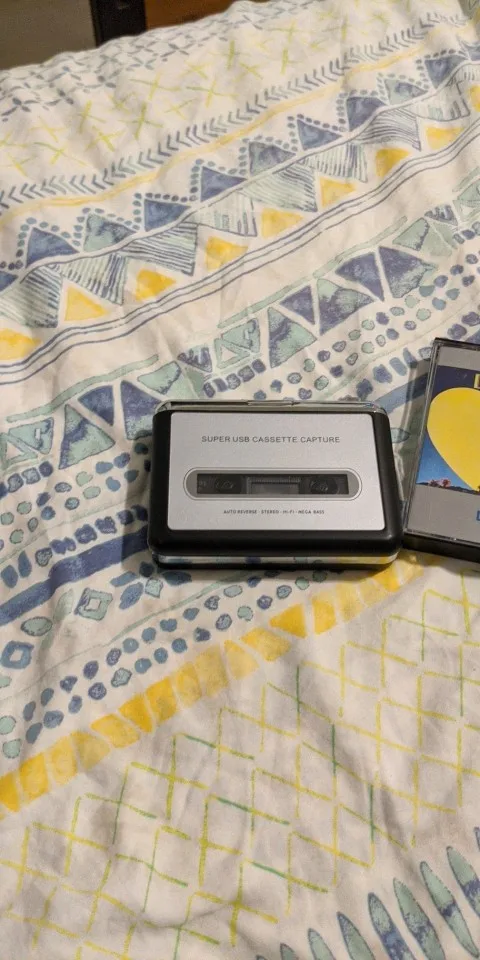 SUPER USB CASSETTE CAPTURE
AUTO REVERSE · STEREO · HI-FI · MEGA BASS